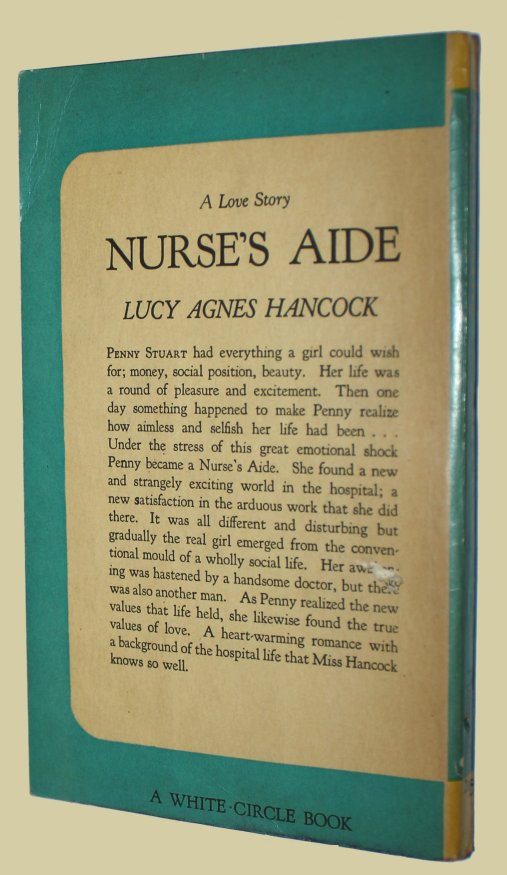 A Love Story
NURSE'S AIDE
LUCY AGNES HANCOCK
PENNY STUART had everything a girl could wish
for; money, social position, beauty. Her life was
a round of pleasure and excitement. Then one
day something happened to make Penny realize
how aimless and selfish her life had been . . .
Under the stress of this great emotional shock
Penny became a Nurse's Aide. She found a new
and strangely exciting world in the hospital; a
new satisfaction in the arduous work that she did
there. It was all different and disturbing but
gradually the real girl emerged from the conven-
tional mould of a wholly social life. Her
ing was hastened by a handsome doctor, but there
was also another man. As Penny realized the new
values that life held, she likewise found the true
values of love. A heart-warming romance with
a background of the hospital life that Miss Hancock
knows so well.
A WHITE-CIRCLE BOOK